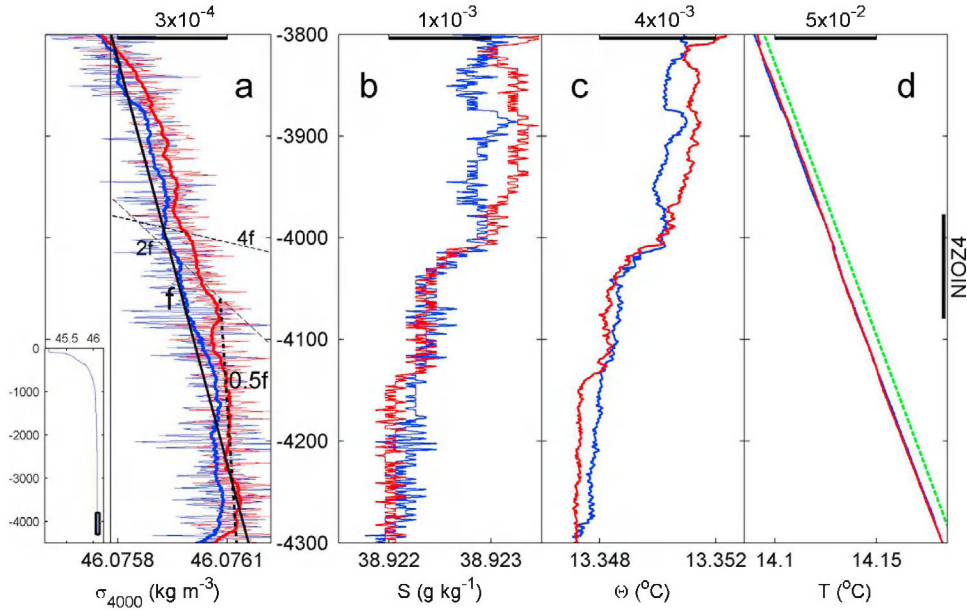 3x10-4 1x10-3 4x10-3 5x10-2
a b c d
-3800
-3900
-4000
-4100
-4200
-4300
4f
2f
f
0.5f
NIOZ4
45.5 46
0
-1000
-2000
-3000
-4000
46.0758 46.0761 38.922 38.923 13.348 13.352 14.1 14.15
σ4000 (kg m-3) S (g kg-1) Θ (oC) T (oC)